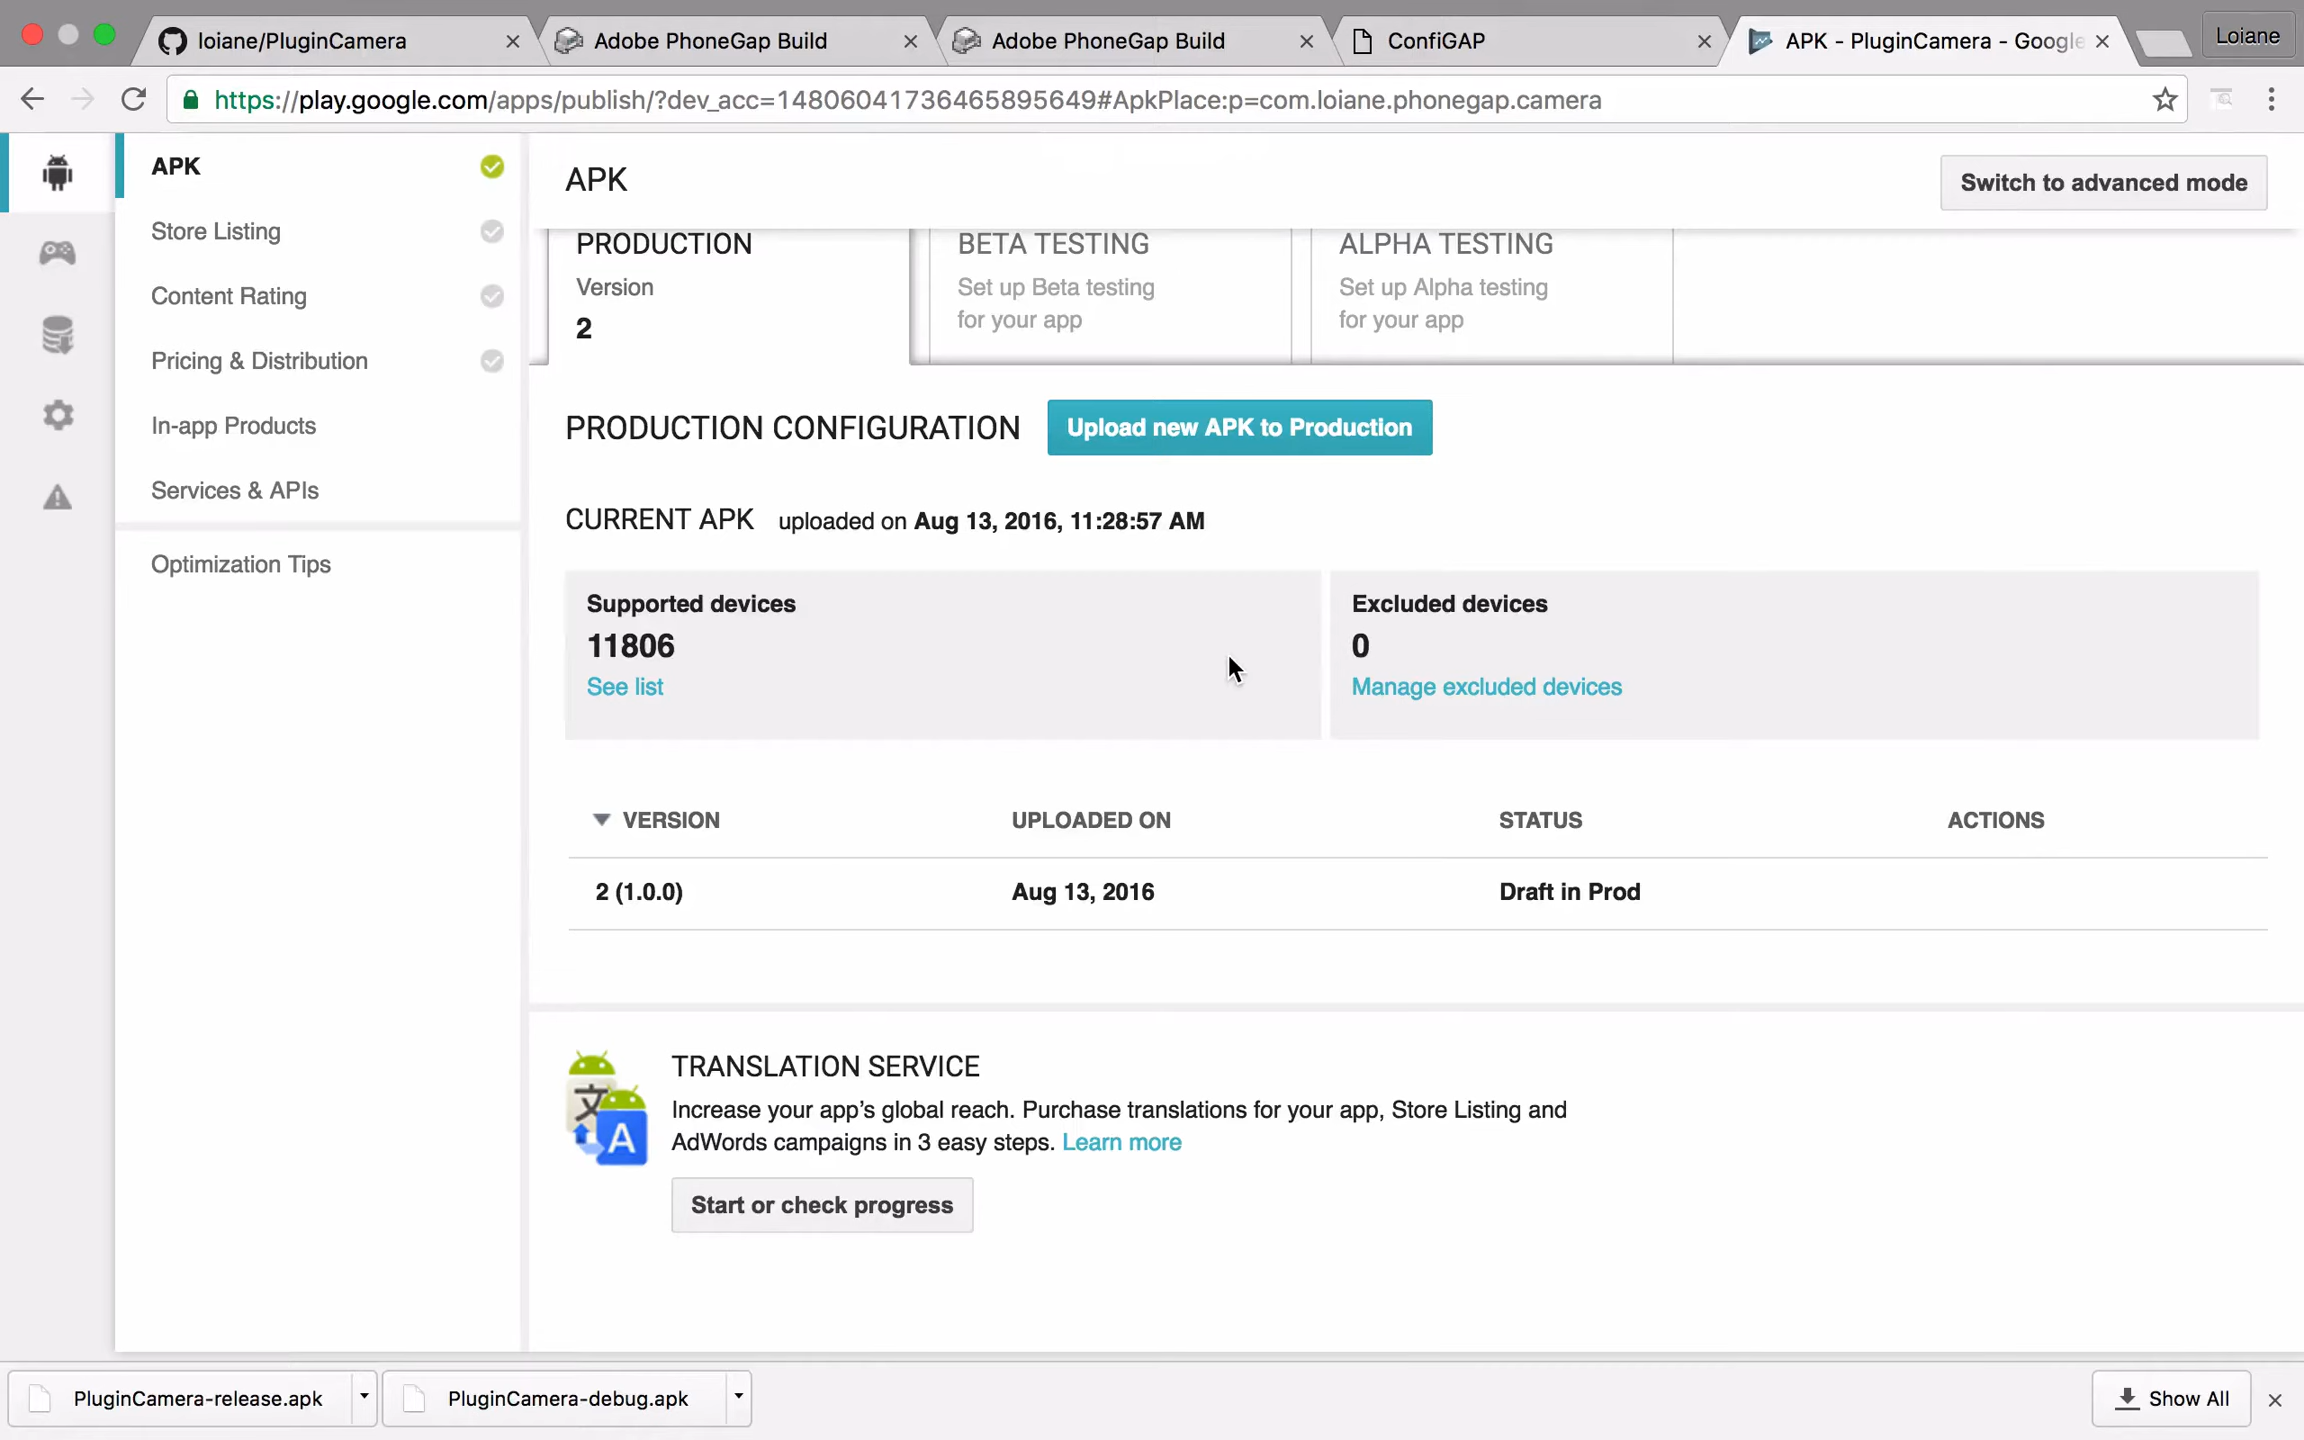 loiane/PluginCamera
Adobe PhoneGap Build
Adobe PhoneGap Build
ConfiGAP
APK - PluginCamera - Google
Loiane
https://play.google.com/apps/publish/?dev_acc=14806041736465895649#ApkPlace:p=com.loiane.phonegap.camera
APK
Store Listing
Content Rating
Pricing & Distribution
In-app Products
Services & APIs
Optimization Tips
APK
Switch to advanced mode
PRODUCTION
Version
2
BETA TESTING
Set up Beta testing
for your app
ALPHA TESTING
Set up Alpha testing
for your app
PRODUCTION CONFIGURATION
Upload new APK to Production
CURRENT APK uploaded on Aug 13, 2016, 11:28:57 AM
Supported devices
11806
See list
Excluded devices
0
Manage excluded devices
VERSION UPLOADED ON STATUS ACTIONS
2 (1.0.0) Aug 13, 2016 Draft in Prod
文
A
TRANSLATION SERVICE
Increase your app's global reach. Purchase translations for your app, Store Listing and
AdWords campaigns in 3 easy steps. Learn more
Start or check progress
PluginCamera-release.apk
PluginCamera-debug.apk
Show All